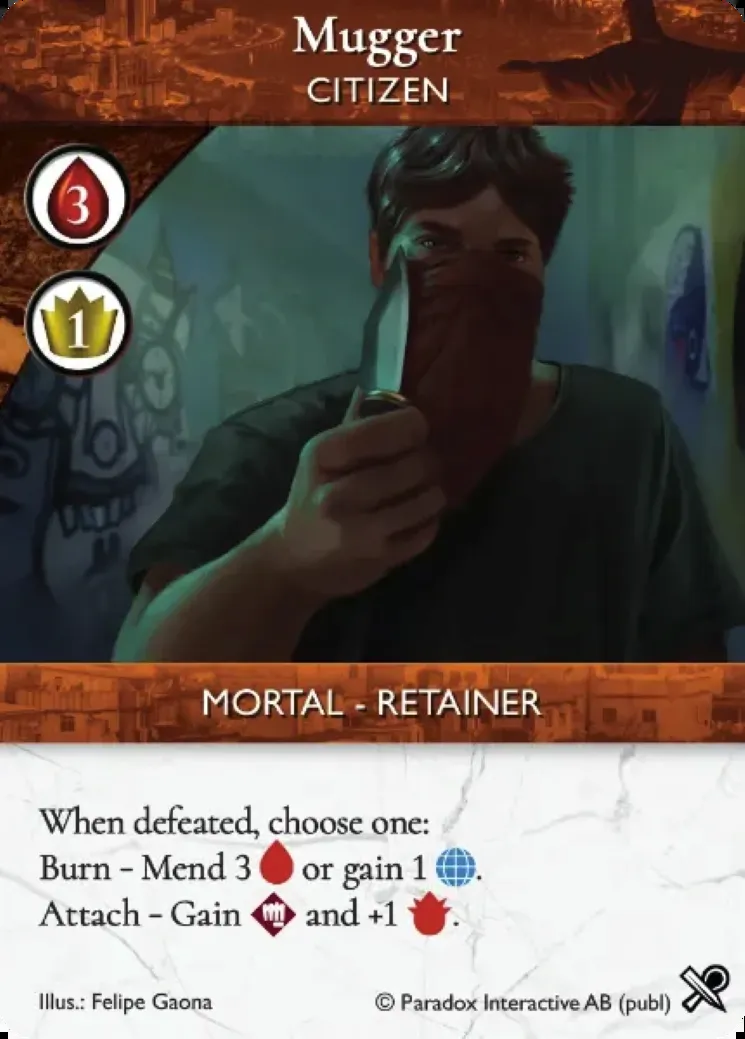 Mugger
CITIZEN
3
1
MORTAL - RETAINER
When defeated, choose one:
Burn – Mend 3 or gain 1 .
Attach – Gain and +1 .
Illus.: Felipe Gaona
© Paradox Interactive AB (publ)